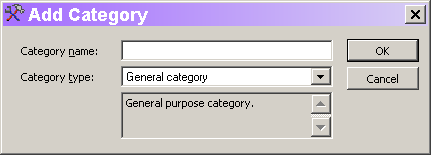 Add Category
Category name:
OK
Category type: General category
Cancel
General purpose category.